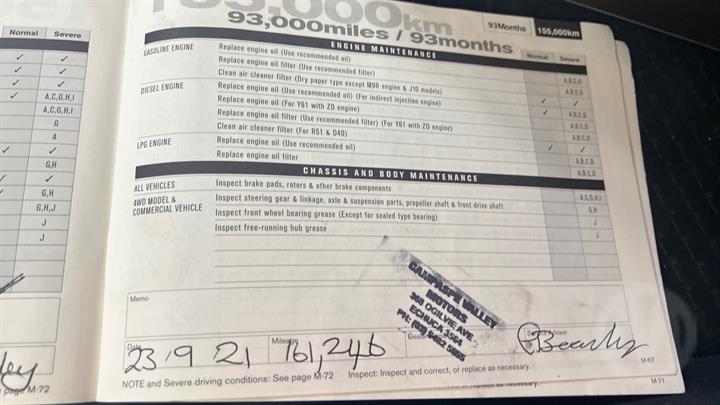 155,000km
93,000miles / 93months
93Months 155,000km
Normal Severe
ENGINE MAINTENANCE
Normal Severe
GASOLINE ENGINE Replace engine oil (Use recommended oil)
Replace engine oil filter (Use recommended filter) A,B,C,D
Clean air cleaner filter (Dry paper type except M9R engine & J10 models)
DIESEL ENGINE Replace engine oil (Use recommended oil) (For indirect injection engine)
Replace engine oil (For Y61 with ZD engine)
Replace engine oil filter (Use recommended filter) (For Y61 with ZD engine)
Clean air cleaner filter (For R51 & D40)
LPG ENGINE Replace engine oil (Use recommended oil)
Replace engine oil filter A,B,C,D
CHASSIS AND BODY MAINTENANCE
ALL VEHICLES Inspect brake pads, rotors & other brake components
4WD MODEL & COMMERCIAL VEHICLE Inspect steering gear & linkage, axle & suspension parts, propeller shaft & front drive shaft G,H
Inspect front wheel bearing grease (Except for sealed type bearing) J
Inspect free-running hub grease J
✓ ✓
✓ ✓
✓ ✓
✓ A,C,G,H,I
A,C,G,H,I
G
A
✓ ✓
G,H
✓ ✓
G,H
G,H,J
J
J
Memo
CAMPASPE VALLEY
MOTORS
368 OGILVIE AVE
ECHUCA 3564
Date 23 9 21 Mileage 161,246
M-67
NOTE and Severe driving conditions: See page M-72 Inspect: Inspect and correct, or replace as necessary.
page M-72
M-71